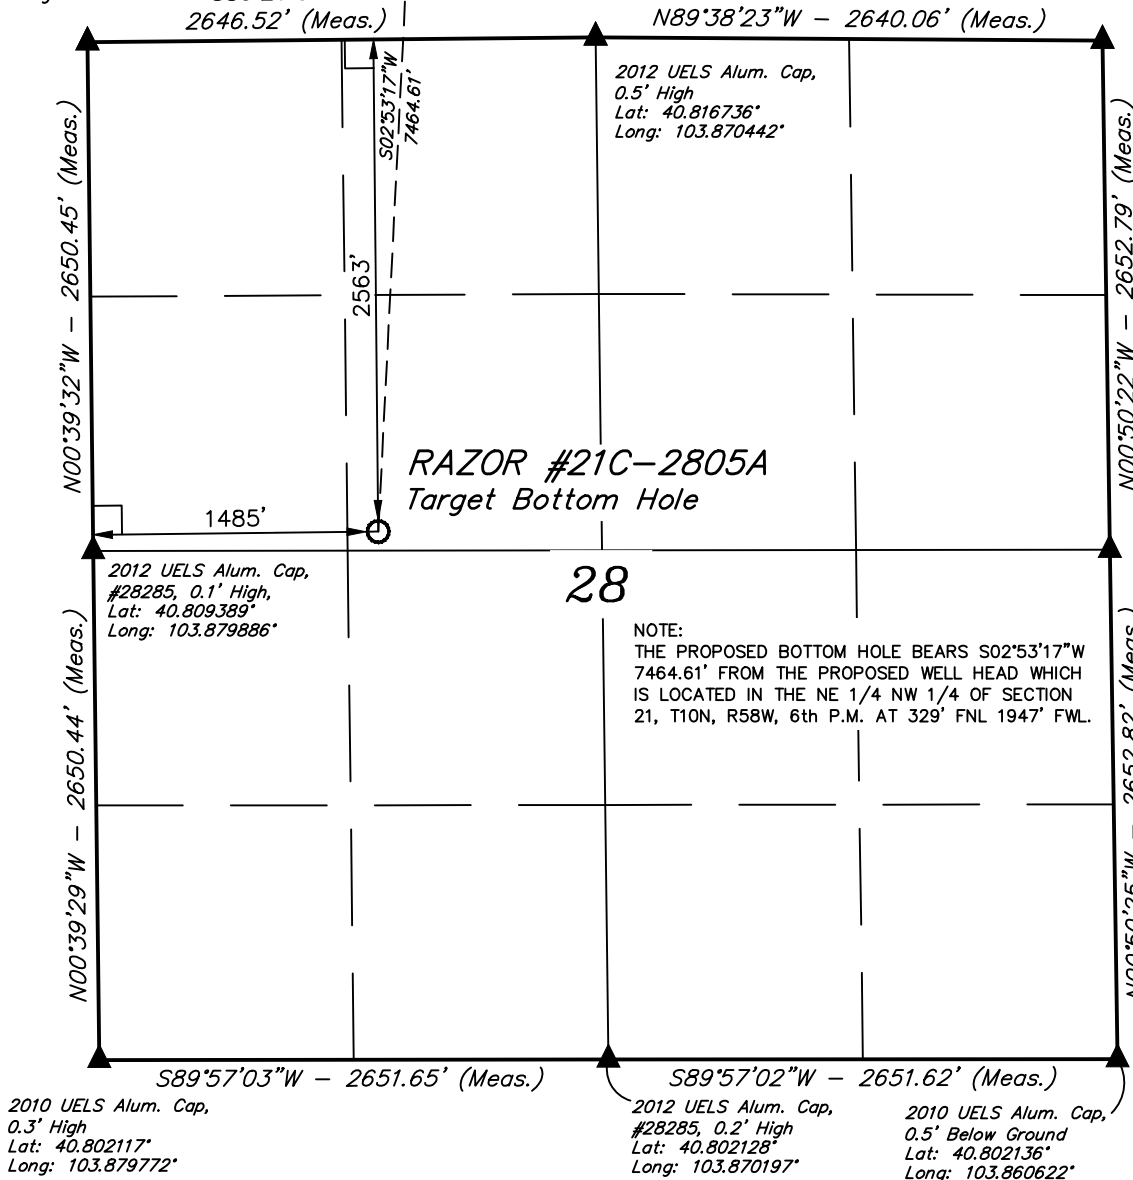 2646.52' (Meas.)
N89°38'23"W - 2640.06' (Meas.)
2012 UELS Alum. Cap,
0.5' High
Lat: 40.816736°
Long: 103.870442°
S02°53'17"W
7464.61'
N00°39'32"W - 2650.45' (Meas.)
N00°50'22"W - 2652.79' (Meas.)
2563'
RAZOR #21C-2805A
Target Bottom Hole
1485'
2012 UELS Alum. Cap,
#28285, 0.1' High,
Lat: 40.809389°
Long: 103.879886°
28
NOTE:
THE PROPOSED BOTTOM HOLE BEARS S02°53'17"W
7464.61' FROM THE PROPOSED WELL HEAD WHICH
IS LOCATED IN THE NE 1/4 NW 1/4 OF SECTION
21, T10N, R58W, 6th P.M. AT 329' FNL 1947' FWL.
N00°39'29"W - 2650.44' (Meas.)
N00°50'25"W - 2652.82' (Meas.)
S89°57'03"W - 2651.65' (Meas.)
S89°57'02"W - 2651.62' (Meas.)
2010 UELS Alum. Cap,
0.3' High
Lat: 40.802117°
Long: 103.879772°
2012 UELS Alum. Cap,
#28285, 0.2' High
Lat: 40.802128°
Long: 103.870197°
2010 UELS Alum. Cap,
0.5' Below Ground
Lat: 40.802136°
Long: 103.860622°